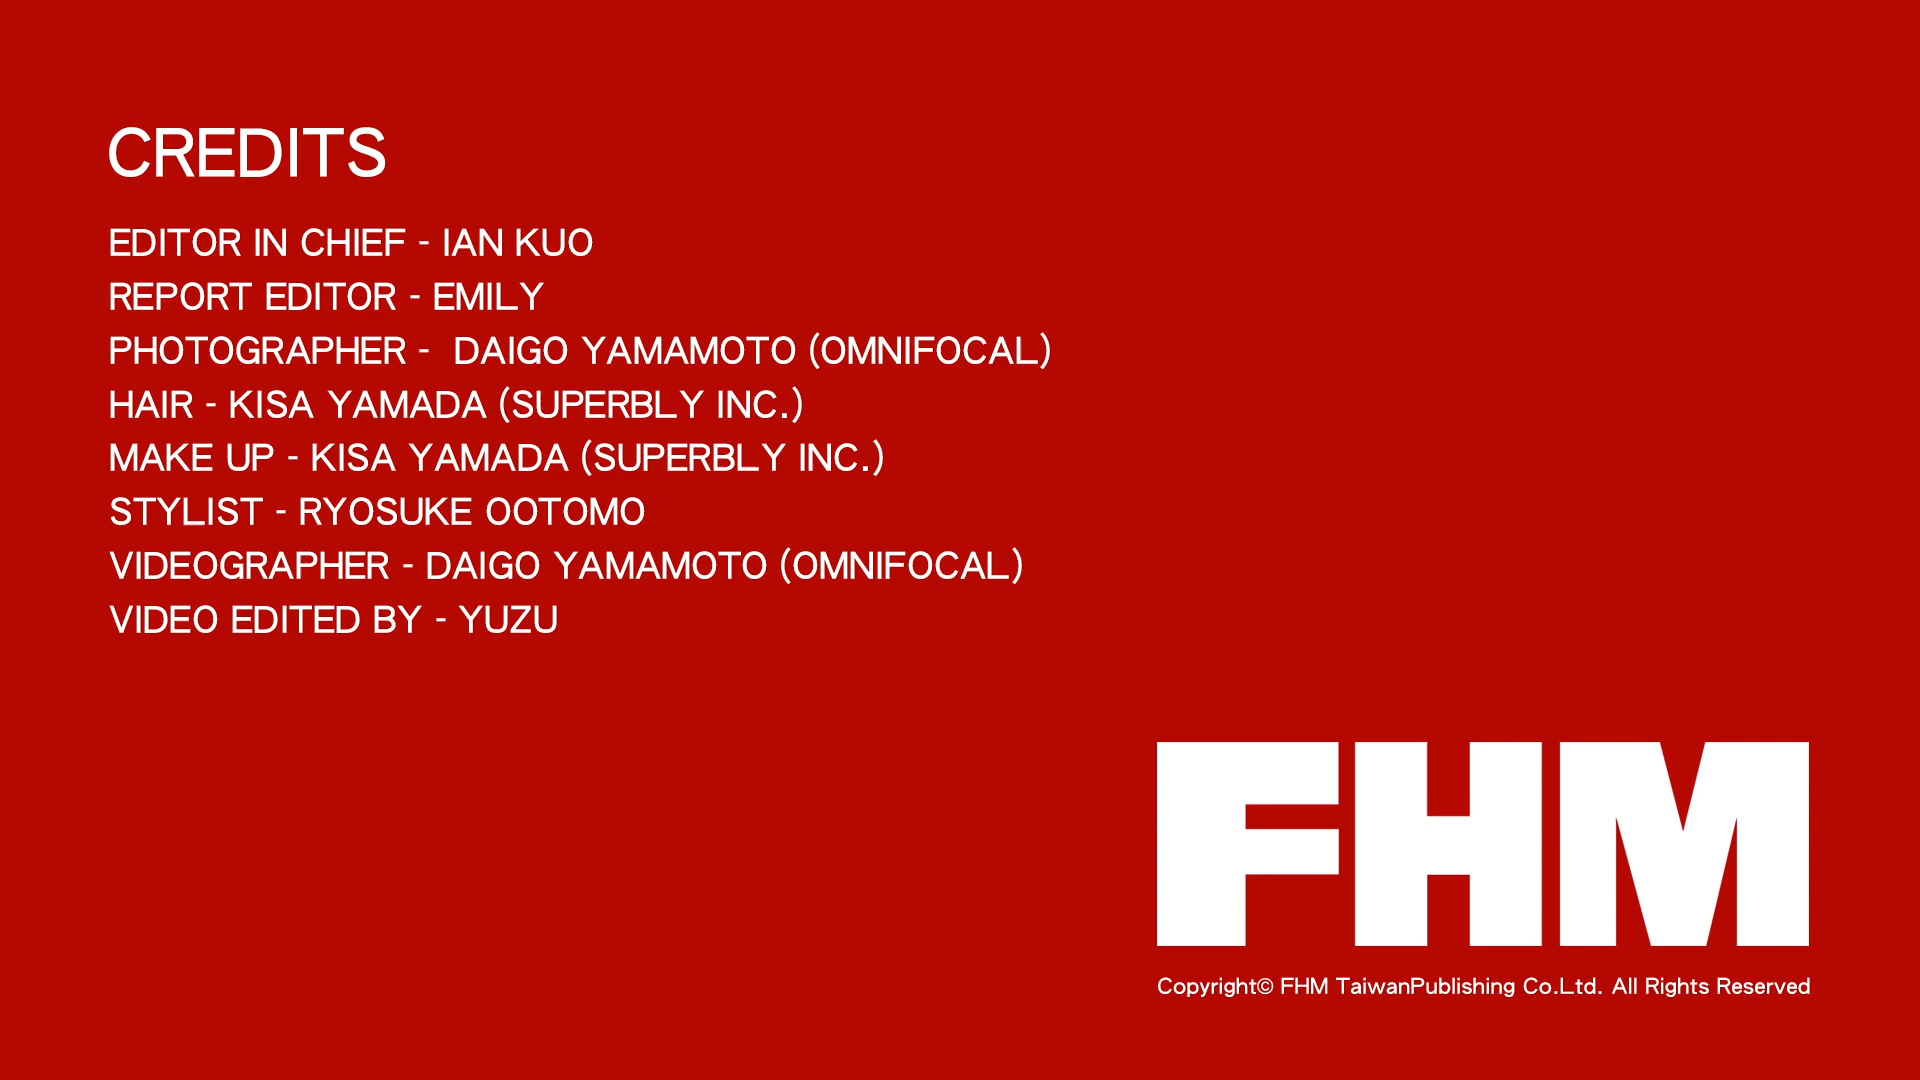 CREDITS
EDITOR IN CHIEF - IAN KUO
REPORT EDITOR - EMILY
PHOTOGRAPHER -  DAIGO YAMAMOTO (OMNIFOCAL)
HAIR - KISA YAMADA (SUPERBLY INC.)
MAKE UP - KISA YAMADA (SUPERBLY INC.)
STYLIST - RYOSUKE OOTOMO
VIDEOGRAPHER - DAIGO YAMAMOTO (OMNIFOCAL)
VIDEO EDITED BY - YUZU
FHM
Copyright© FHM TaiwanPublishing Co.Ltd. All Rights Reserved